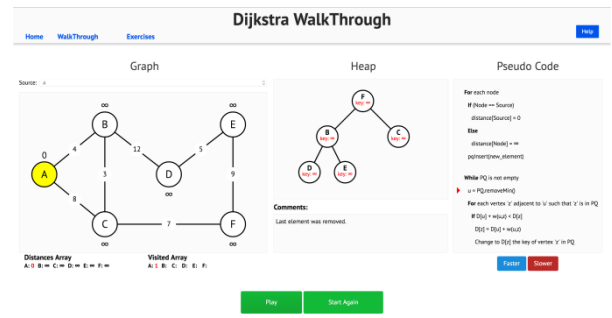 Dijkstra WalkThrough
Home WalkThrough Exercises Help
Graph
Source: A
∞ ∞
B E
0 4 12 5
A 3 D 9
∞
8
C 7 F
∞ ∞
Distances Array
A: 0 B: ∞ C: ∞ D: ∞ E: ∞ F: ∞
Visited Array
A: 1 B: C: D: E: F:
Heap
F
key: ∞
B C
key: ∞ key: ∞
D E
key: ∞ key: ∞
Comments:
Last element was removed.
Pseudo Code
For each node
If (Node == Source)
distance[Source] = 0
Else
distance[Node] = ∞
pqInsert(new_element)
While PQ is not empty
u = PQ.removeMin()
For each vertex 'z' adjacent to 'u' such that 'z' is in PQ
If D[u] + w(u,z) < D[z]
D[z] = D[u] + w(u,z)
Change to D[z] the key of vertex 'z' in PQ
Faster Slower
Play Start Again